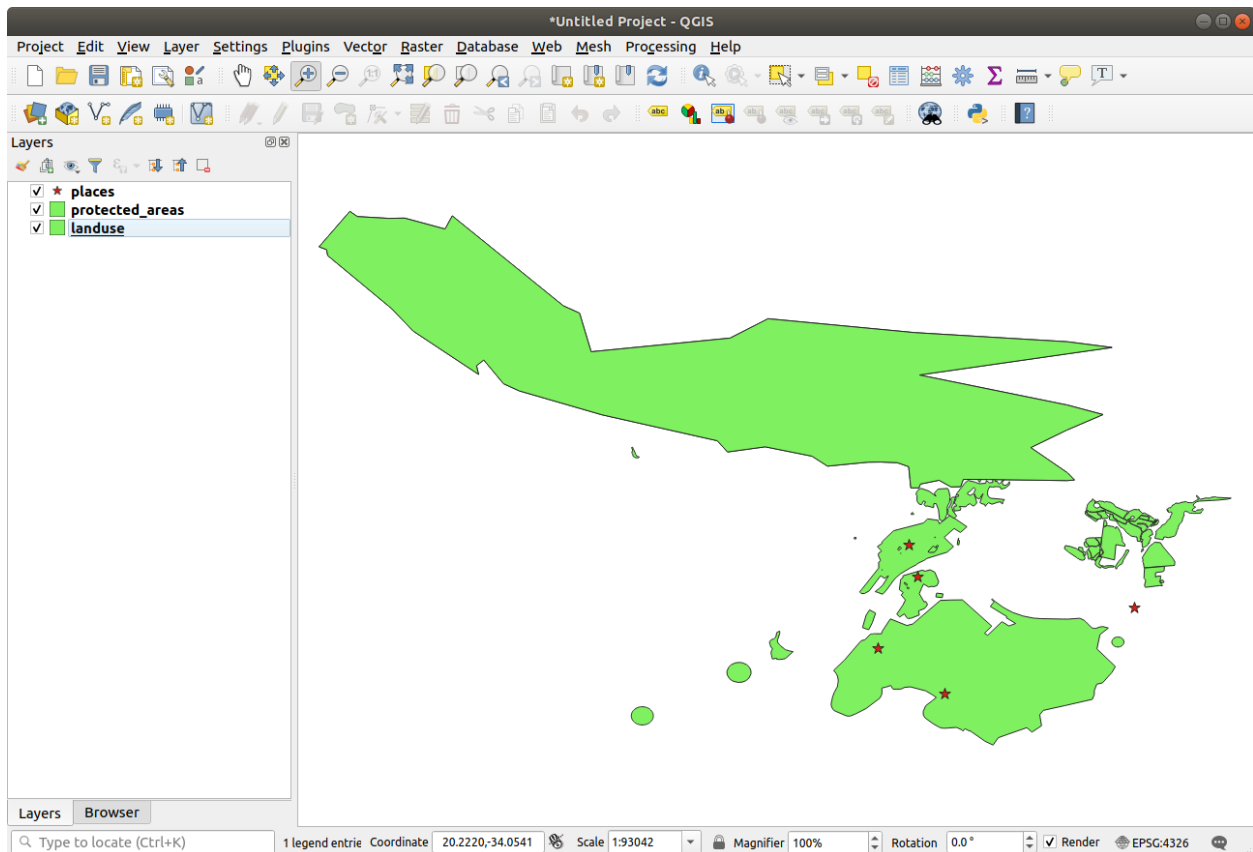 *Untitled Project - QGIS
Project Edit View Layer Settings Plugins Vector Raster Database Web Mesh Processing Help
abc
Layers
places
protected_areas
landuse
Layers Browser
Type to locate (Ctrl+K) 1 legend entrie Coordinate 20.2220,-34.0541 Scale 1:93042 Magnifier 100% Rotation 0.0 ° Render EPSG:4326